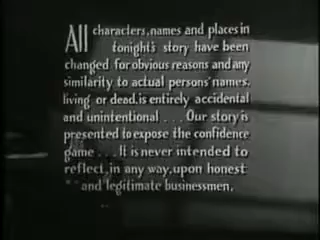 All characters, names and places in
tonight's story have been
changed for obvious reasons and any
similarity to actual persons' names,
living or dead, is entirely accidental
and unintentional . . . Our story is
presented to expose the confidence
game . . . It is never intended to
reflect, in any way, upon honest
and legitimate businessmen.